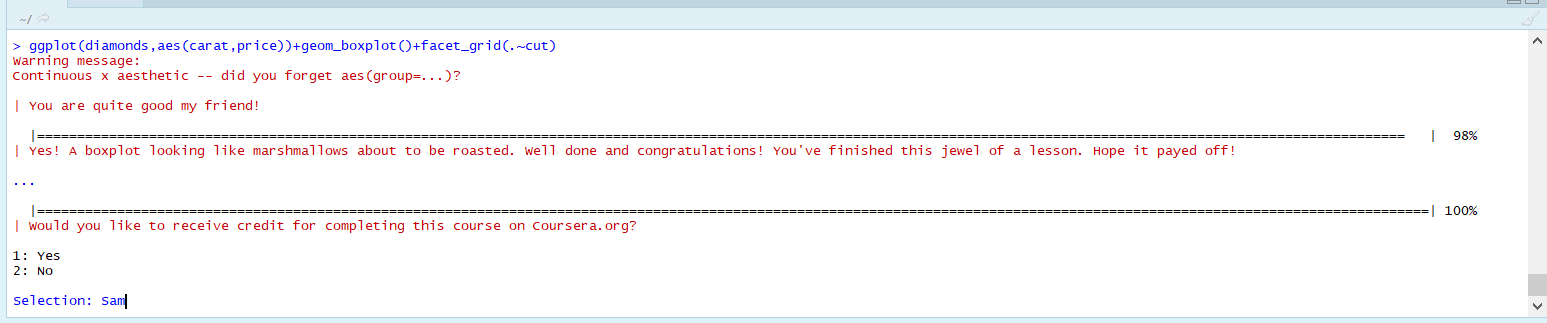 ~/
> ggplot(diamonds,aes(carat,price))+geom_boxplot()+facet_grid(.~cut)
Warning message:
Continuous x aesthetic -- did you forget aes(group=...)?
| You are quite good my friend!
|==============================================================================================================================================================================| 98%
| Yes! A boxplot looking like marshmallows about to be roasted. Well done and congratulations! You've finished this jewel of a lesson. Hope it payed off!
...
|==============================================================================================================================================================================| 100%
| Would you like to receive credit for completing this course on Coursera.org?
1: Yes
2: No
Selection: Sam